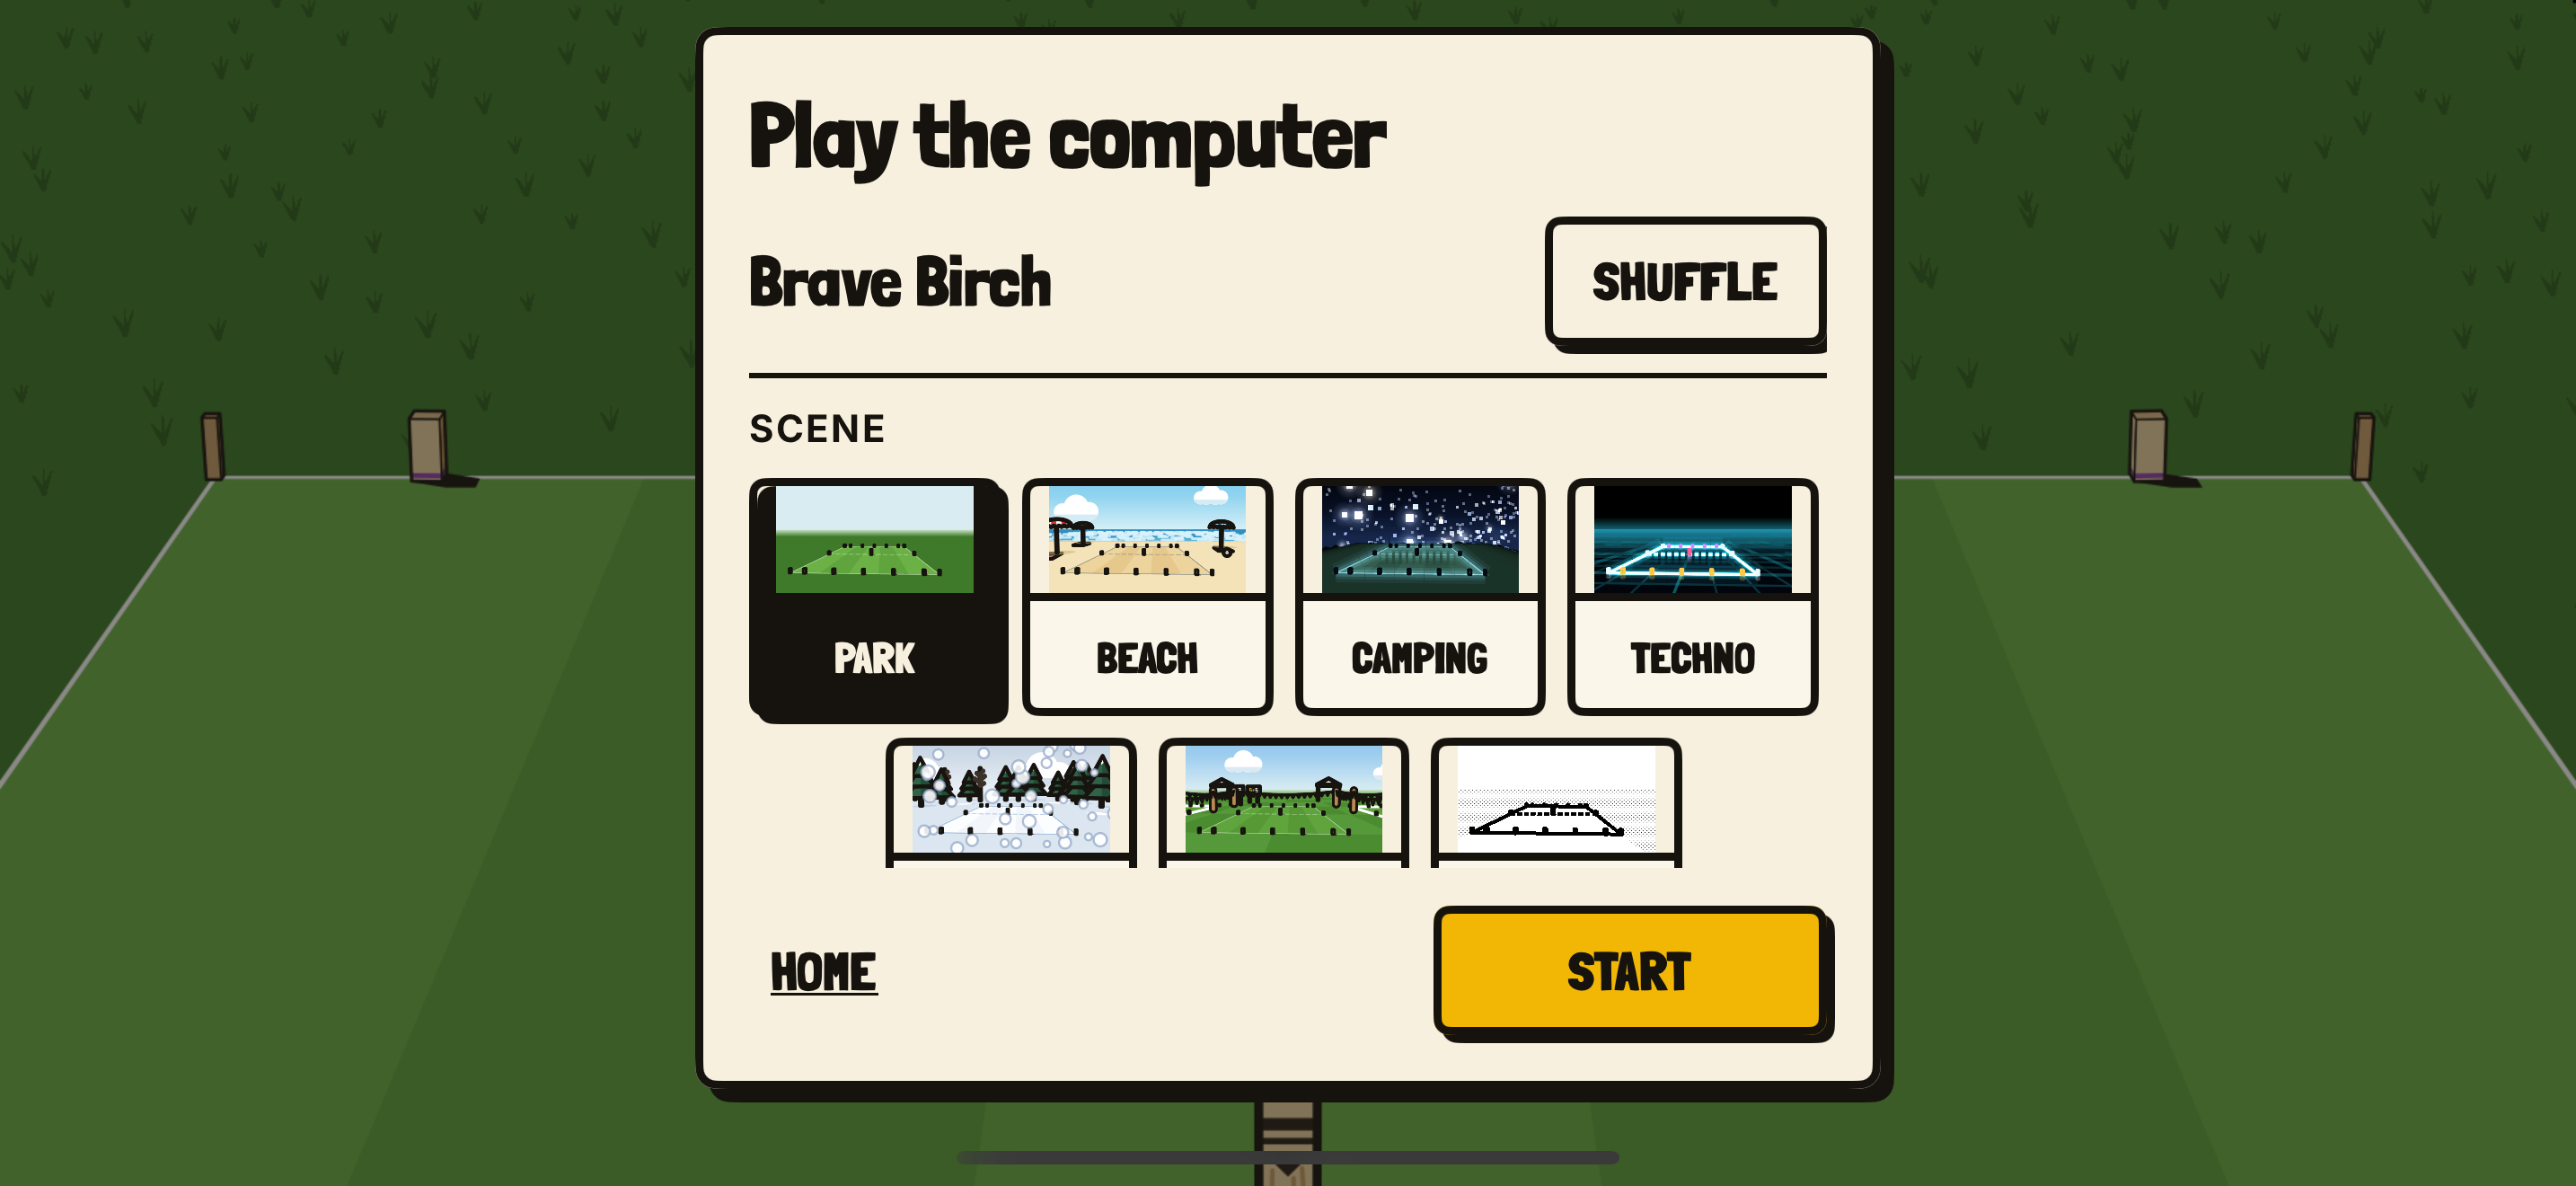 Play the computer
Brave Birch
SHUFFLE
SCENE
PARK
BEACH
CAMPING
TECHNO
HOME
START